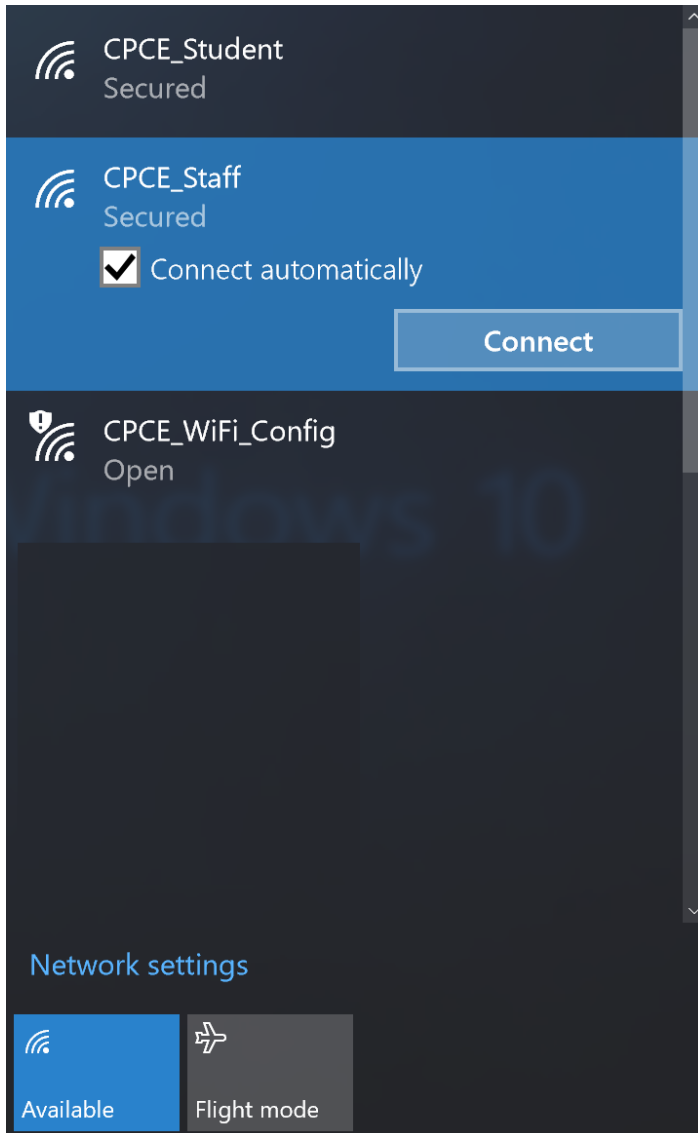 CPCE_Student
Secured
CPCE_Staff
Secured
Connect automatically
Connect
CPCE_WiFi_Config
Open
Windows 10
Network settings
Available
Flight mode